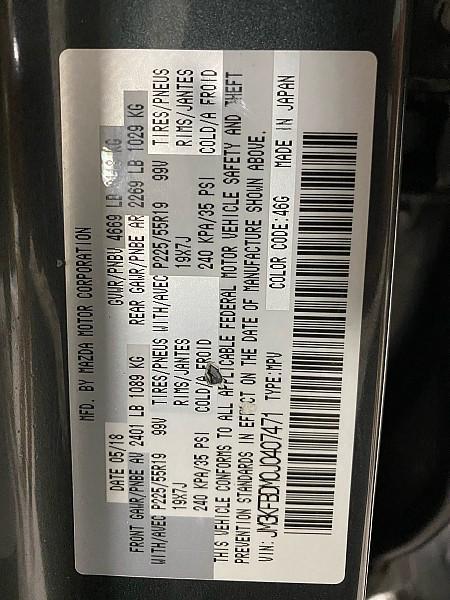 MFD. BY MAZDA MOTOR CORPORATION
DATE 05/18 GVWR/PNBV 4669 LB KG
FRONT GAWR/PNBE AV 2401 LB 1089 KG REAR GAWR/PNBE AR 2269 LB 1029 KG
WITH/AVEC P225/55R19 99V TIRES/PNEUS WITH/AVEC P225/55R19 99V TIRES/PNEUS
19X7J RIMS/JANTES 19X7J RIMS/JANTES
240 KPA/35 PSI COLD/A FROID 240 KPA/35 PSI COLD/A FROID
THIS VEHICLE CONFORMS TO ALL APPLICABLE FEDERAL MOTOR VEHICLE SAFETY AND THEFT
PREVENTION STANDARDS IN EFFECT ON THE DATE OF MANUFACTURE SHOWN ABOVE.
VIN: JM3KFBDM0J0407471 TYPE:MPV COLOR CODE:46G MADE IN JAPAN